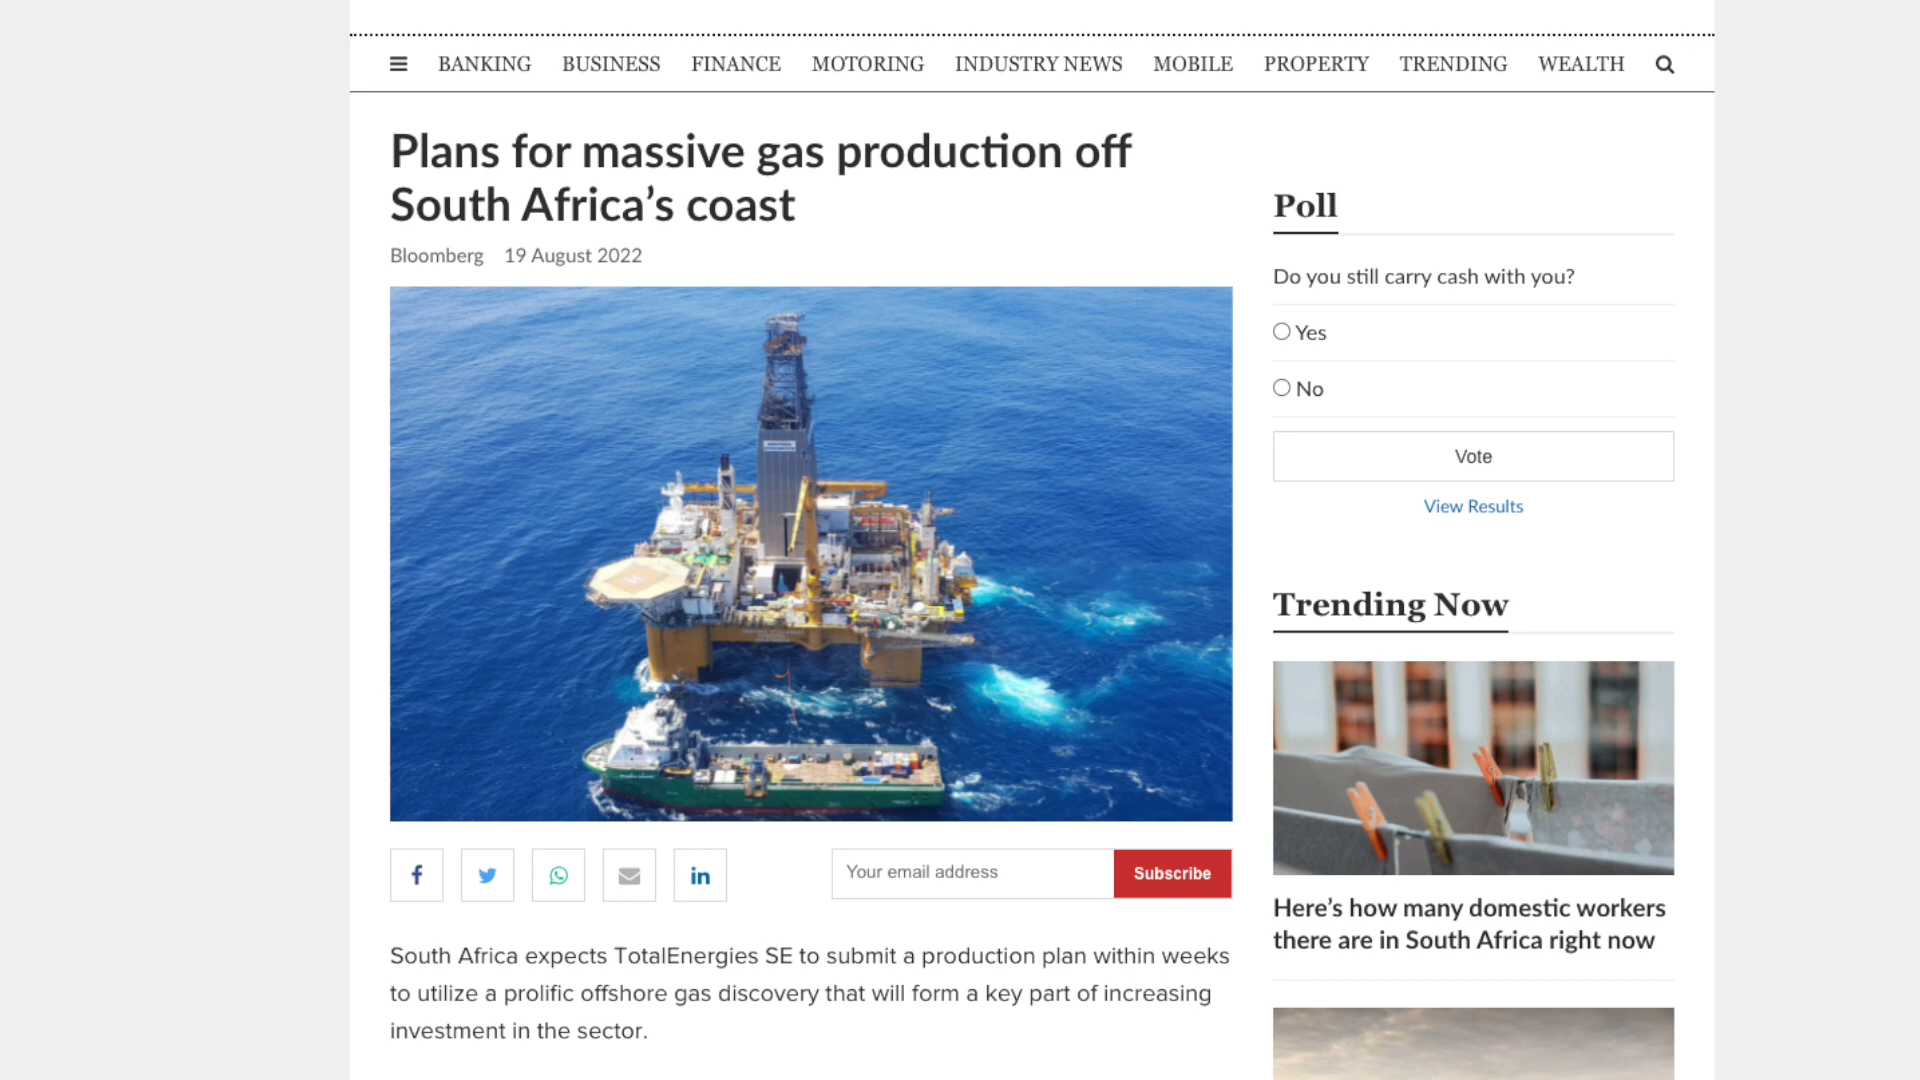 BANKING BUSINESS FINANCE MOTORING INDUSTRY NEWS MOBILE PROPERTY TRENDING WEALTH
Plans for massive gas production off
South Africa’s coast
Bloomberg 19 August 2022
Your email address Subscribe
South Africa expects TotalEnergies SE to submit a production plan within weeks
to utilize a prolific offshore gas discovery that will form a key part of increasing
investment in the sector.
Poll
Do you still carry cash with you?
Yes
No
Vote
View Results
Trending Now
Here’s how many domestic workers
there are in South Africa right now